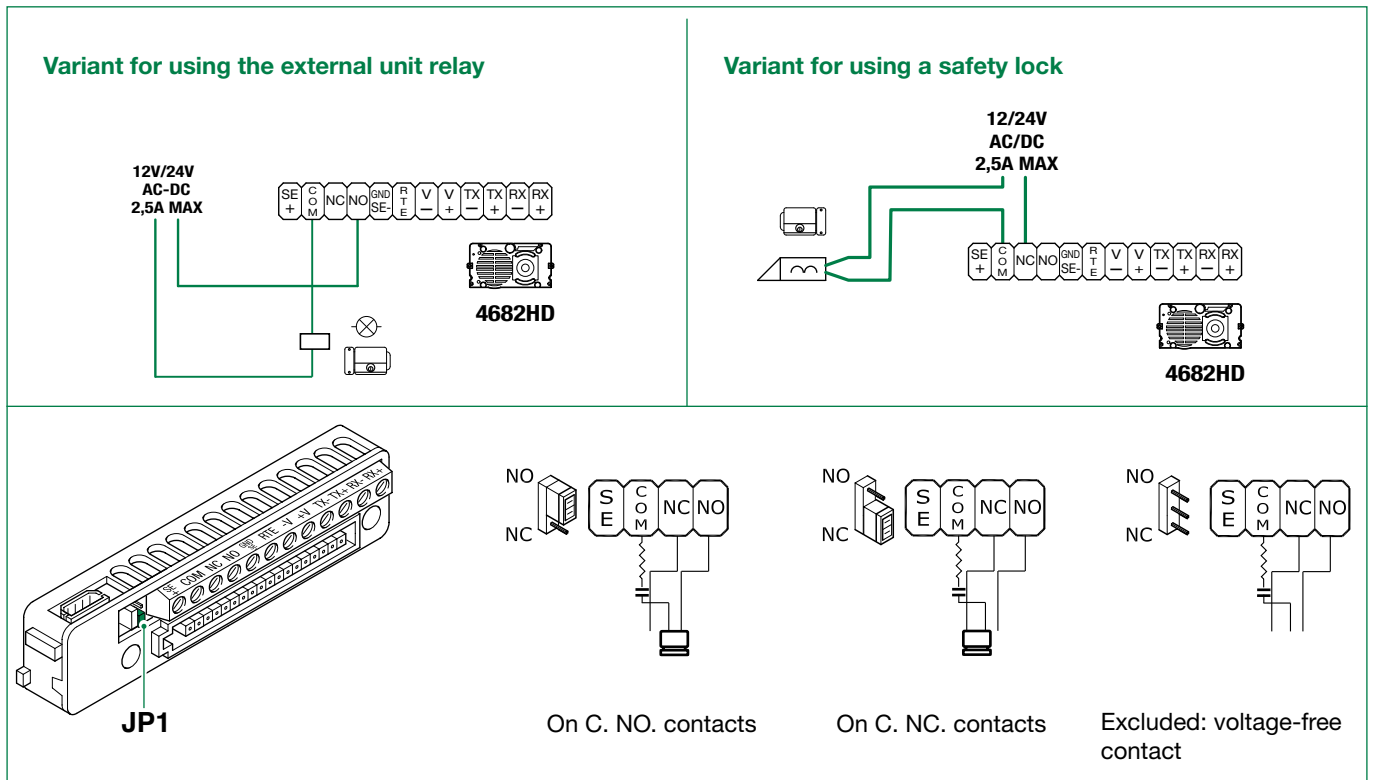 Variant for using the external unit relay
12V/24V
AC-DC
2,5A MAX
SE + COM NC NO GND SE- RTE V – V + TX – TX + RX – RX +
4682HD
Variant for using a safety lock
12/24V
AC/DC
2,5A MAX
SE + COM NC NO GND SE- RTE V – V + TX – TX + RX – RX +
4682HD
SE+ COM NC NO GND RTE -V +V TX- TX+ RX- RX+
JP1
NO
NC
SE COM NC NO
On C. NO. contacts
NO
NC
SE COM NC NO
On C. NC. contacts
NO
NC
SE COM NC NO
Excluded: voltage-free
contact